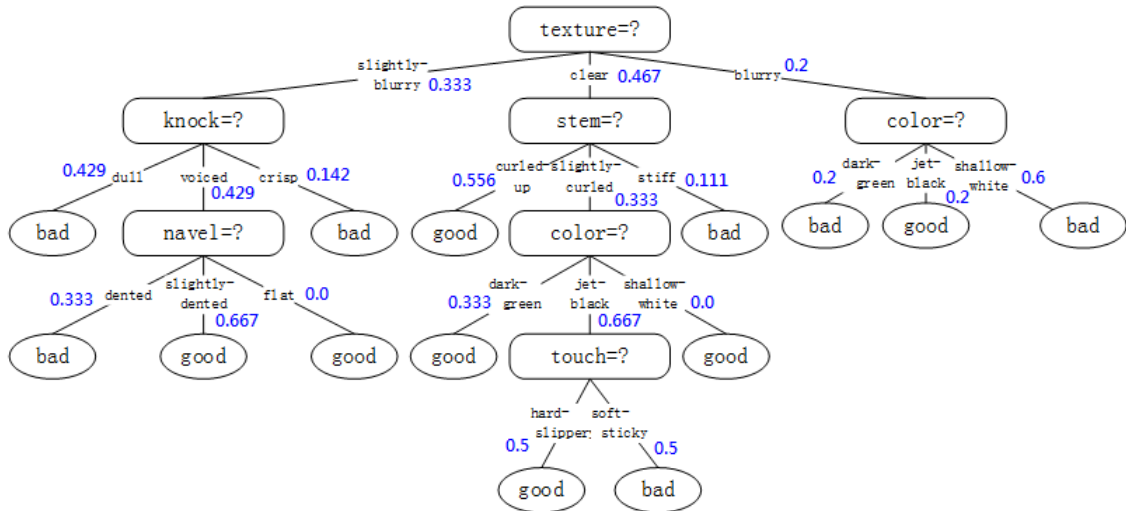 texture=?
slightly-
blurry 0.333
clear 0.467
blurry 0.2
knock=?
stem=?
color=?
0.429 dull
voiced
0.429
crisp 0.142
0.556
curled-
up
slightly-
curled
0.333
stiff 0.111
dark-
green
0.2
jet-
black
0.2
shallow-
white
0.6
bad
navel=?
bad
good
color=?
bad
bad
good
bad
0.333 dented
slightly-
dented
0.667
flat 0.0
0.333
dark-
green
jet-
black
0.667
shallow-
white 0.0
bad
good
good
good
touch=?
good
hard-
slipper
0.5
soft-
sticky
0.5
good
bad